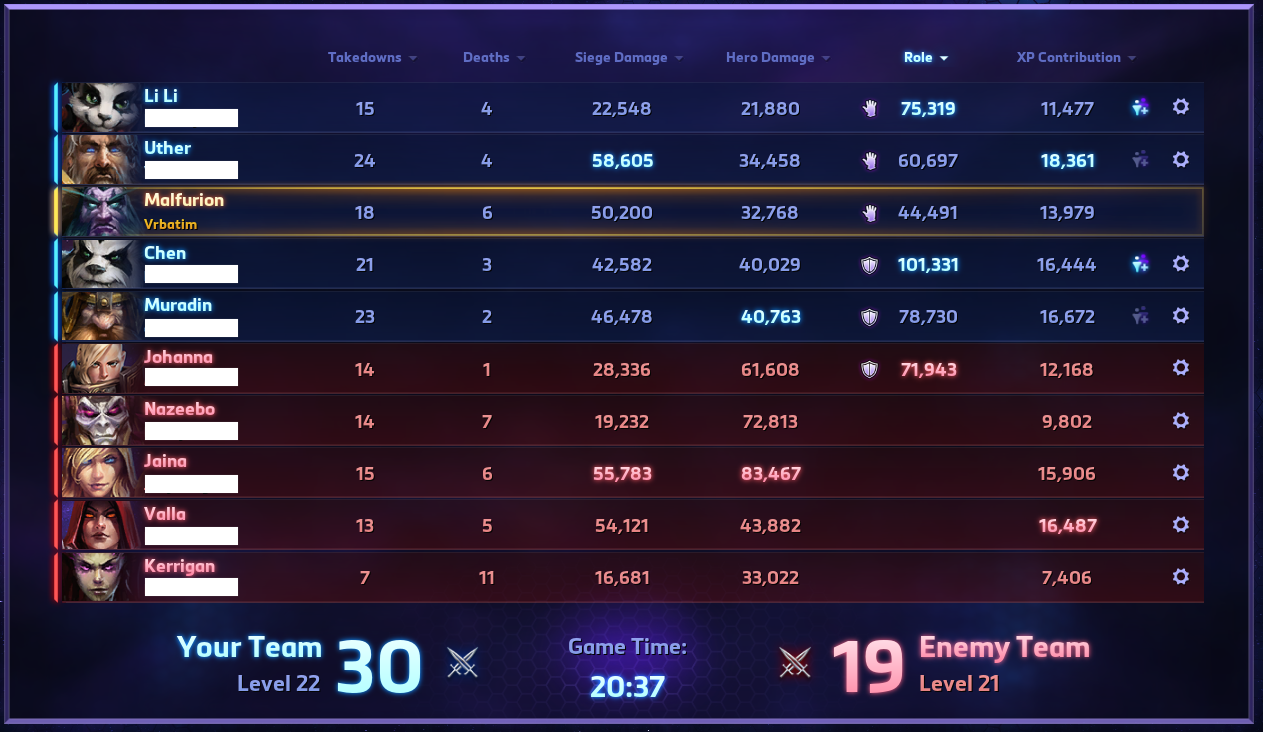 Takedowns Deaths Siege Damage Hero Damage Role XP Contribution
Li Li
15 4 22,548 21,880 75,319 11,477
Uther
24 4 58,605 34,458 60,697 18,361
Malfurion
Vrbatim
18 6 50,200 32,768 44,491 13,979
Chen
21 3 42,582 40,029 101,331 16,444
Muradin
23 2 46,478 40,763 78,730 16,672
Johanna
14 1 28,336 61,608 71,943 12,168
Nazeebo
14 7 19,232 72,813 9,802
Jaina
15 6 55,783 83,467 15,906
Valla
13 5 54,121 43,882 16,487
Kerrigan
7 11 16,681 33,022 7,406
Your Team 30
Level 22
Game Time:
20:37
19 Enemy Team
Level 21